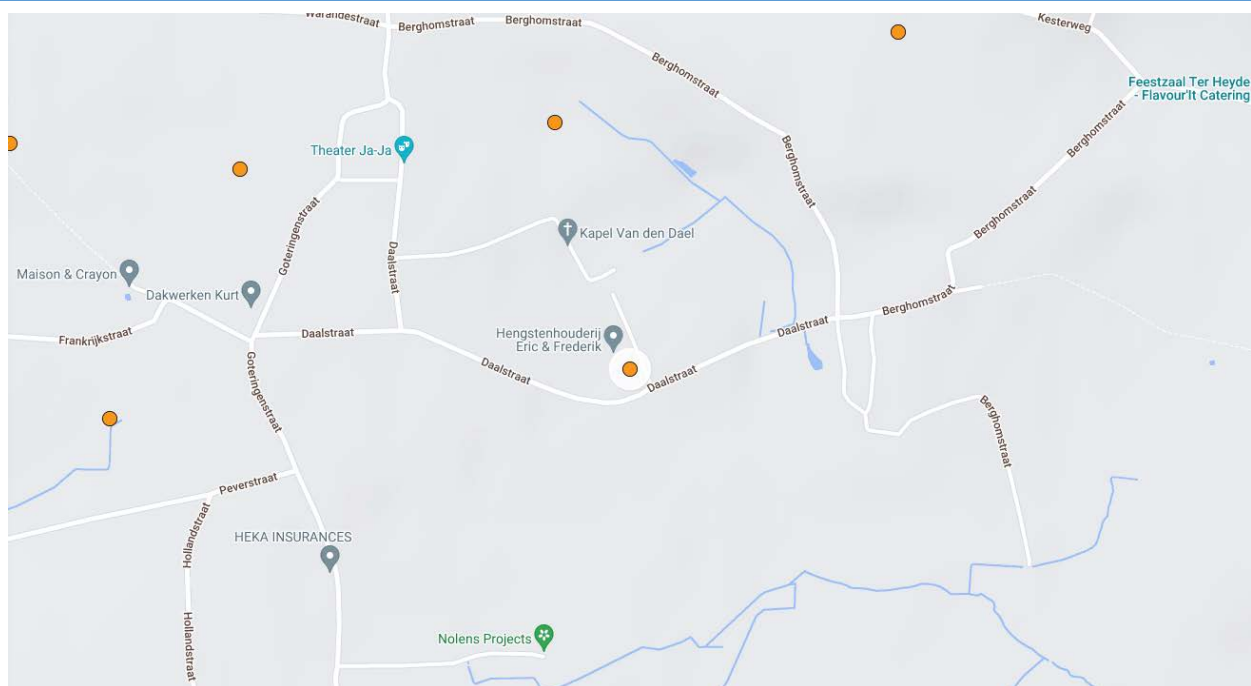 Warandestraat
Berghomstraat
Berghomstraat
Kesterweg
Berghomstraat
Feestzaal Ter Heyde
- Flavour'It Catering
Berghomstraat
Theater Ja-Ja
Berghomstraat
Goteringenstraat
Berghomstraat
Kapel Van den Dael
Daalstraat
Maison & Crayon
Dakwerken Kurt
Berghomstraat
Frankrijkstraat
Daalstraat
Hengstenhouderij
Eric & Frederik
Daalstraat
Daalstraat
Daalstraat
Goteringenstraat
Berghomstraat
Peverstraat
Hollandstraat
HEKA INSURANCES
Hollandstraat
Nolens Projects